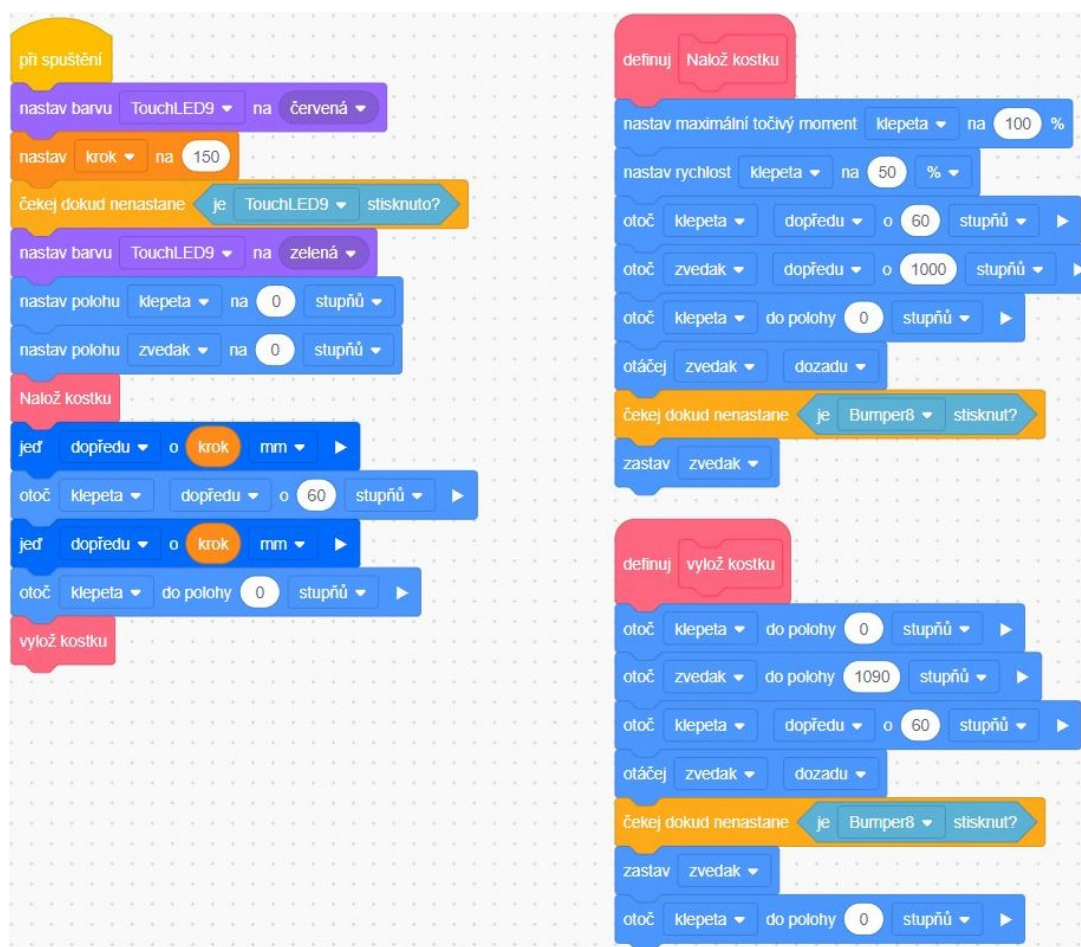 při spuštění
nastav barvu TouchLED9 na červená
nastav krok na 150
čekej dokud nenastane je TouchLED9 stisknuto?
nastav barvu TouchLED9 na zelená
nastav polohu klepeta na 0 stupňů
nastav polohu zvedak na 0 stupňů
Nalož kostku
jeď dopředu o krok mm
otoč klepeta dopředu o 60 stupňů
jeď dopředu o krok mm
otoč klepeta do polohy 0 stupňů
vylož kostku
definuj Nalož kostku
nastav maximální točivý moment klepeta na 100 %
nastav rychlost klepeta na 50 %
otoč klepeta dopředu o 60 stupňů
otoč zvedak dopředu o 1000 stupňů
otoč klepeta do polohy 0 stupňů
otáčej zvedak dozadu
čekej dokud nenastane je Bumper8 stisknut?
zastav zvedak
definuj vylož kostku
otoč klepeta do polohy 0 stupňů
otoč zvedak do polohy 1090 stupňů
otoč klepeta dopředu o 60 stupňů
otáčej zvedak dozadu
čekej dokud nenastane je Bumper8 stisknut?
zastav zvedak
otoč klepeta do polohy 0 stupňů